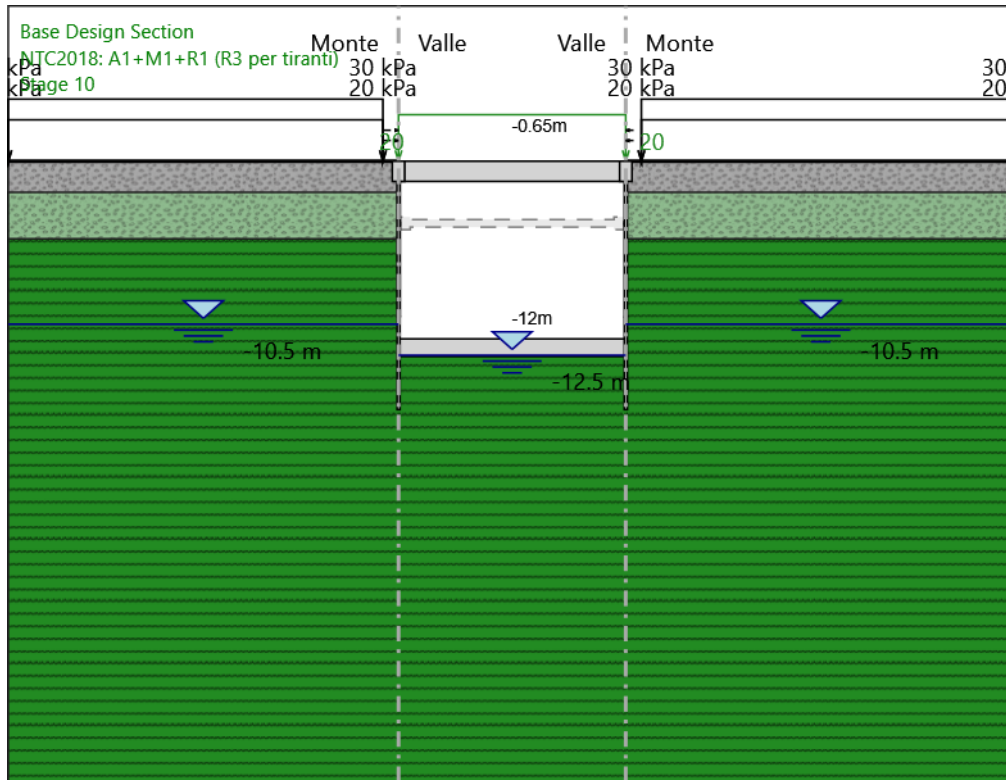 Base Design Section
Monte Valle Valle Monte
NTC2018: A1+M1+R1 (R3 per tiranti)
kPa 30 kPa 30 kPa 30
Stage 10
kPa 20 kPa 20 kPa 20
-0.65m
20 20
-12m
-10.5 m -10.5 m
-12.5 m